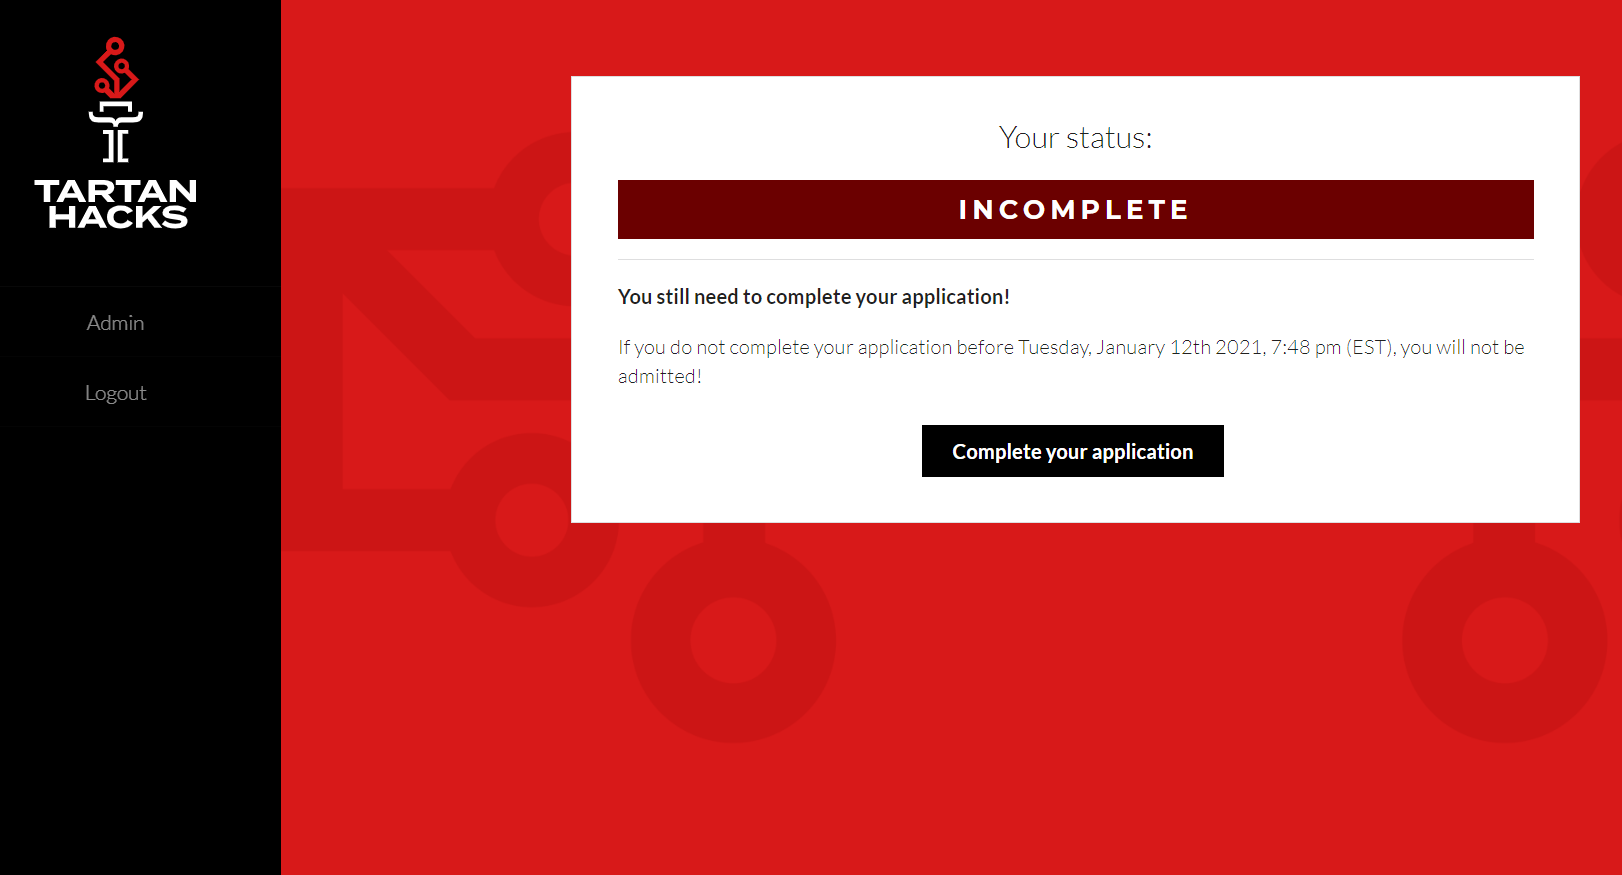 TARTAN
HACKS
Admin
Logout
Your status:
INCOMPLETE
You still need to complete your application!
If you do not complete your application before Tuesday, January 12th 2021, 7:48 pm (EST), you will not be
admitted!
Complete your application